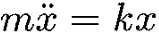 mẍ = kx